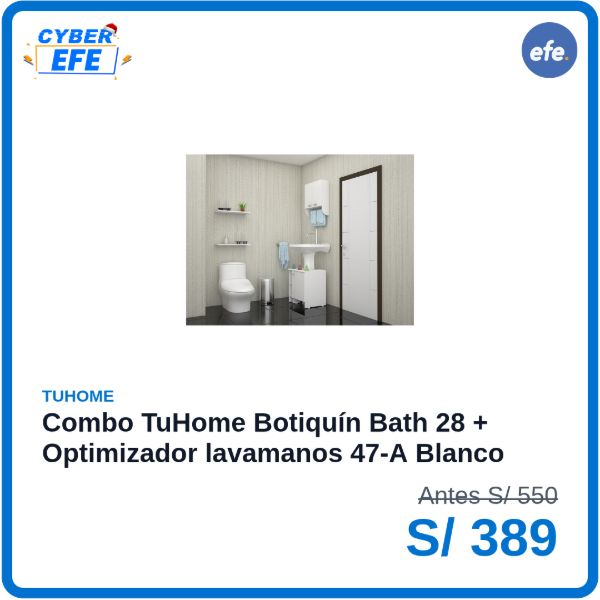 CYBER
EFE
efe.
TUHOME
Combo TuHome Botiquín Bath 28 +
Optimizador lavamanos 47-A Blanco
Antes S/ 550
S/ 389